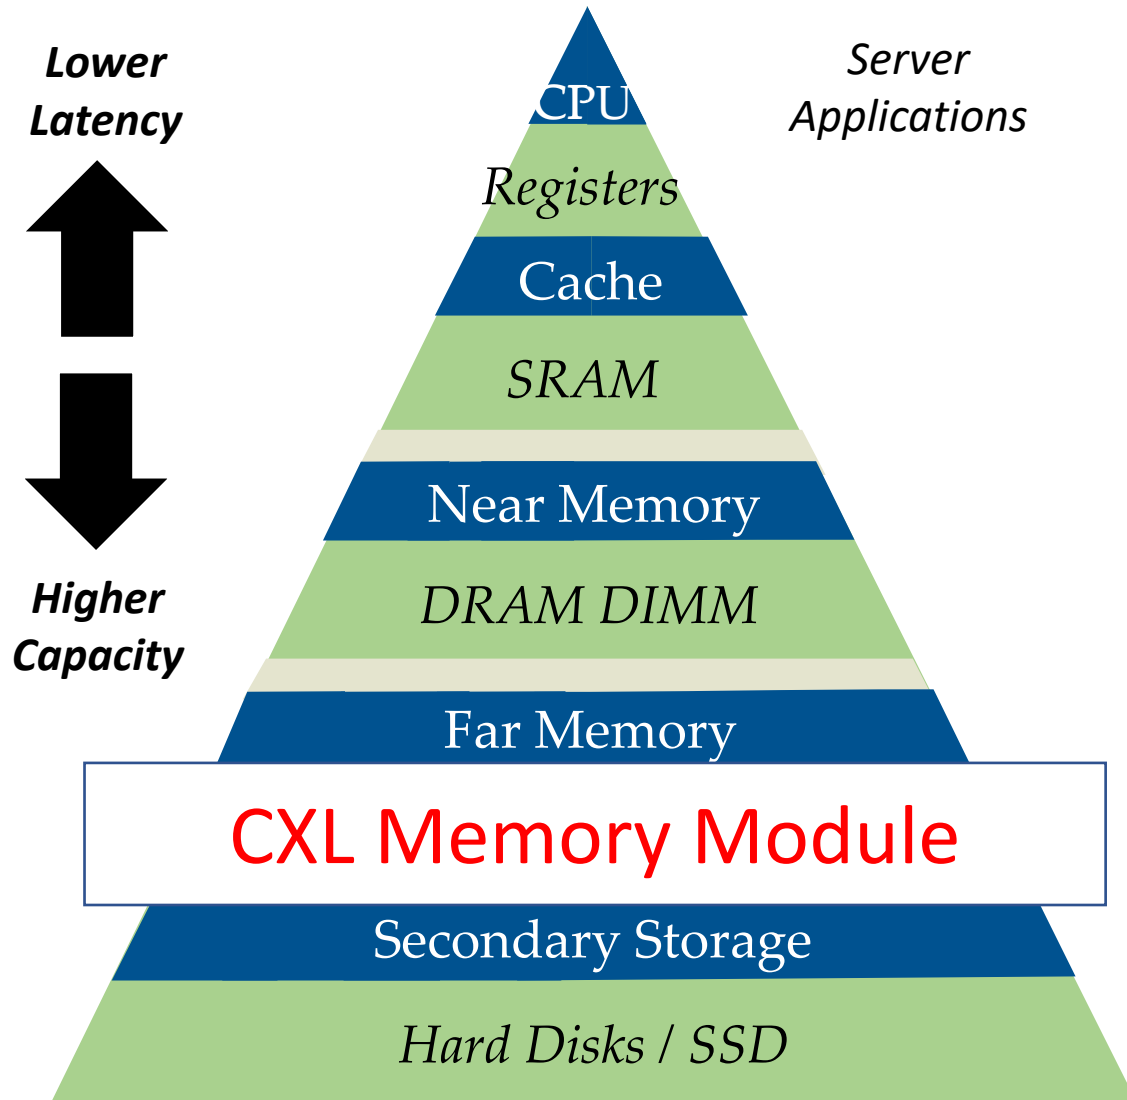 Lower
Latency
Server
Applications
CPU
Registers
Cache
SRAM
Near Memory
DRAM DIMM
Higher
Capacity
Far Memory
CXL Memory Module
Secondary Storage
Hard Disks / SSD